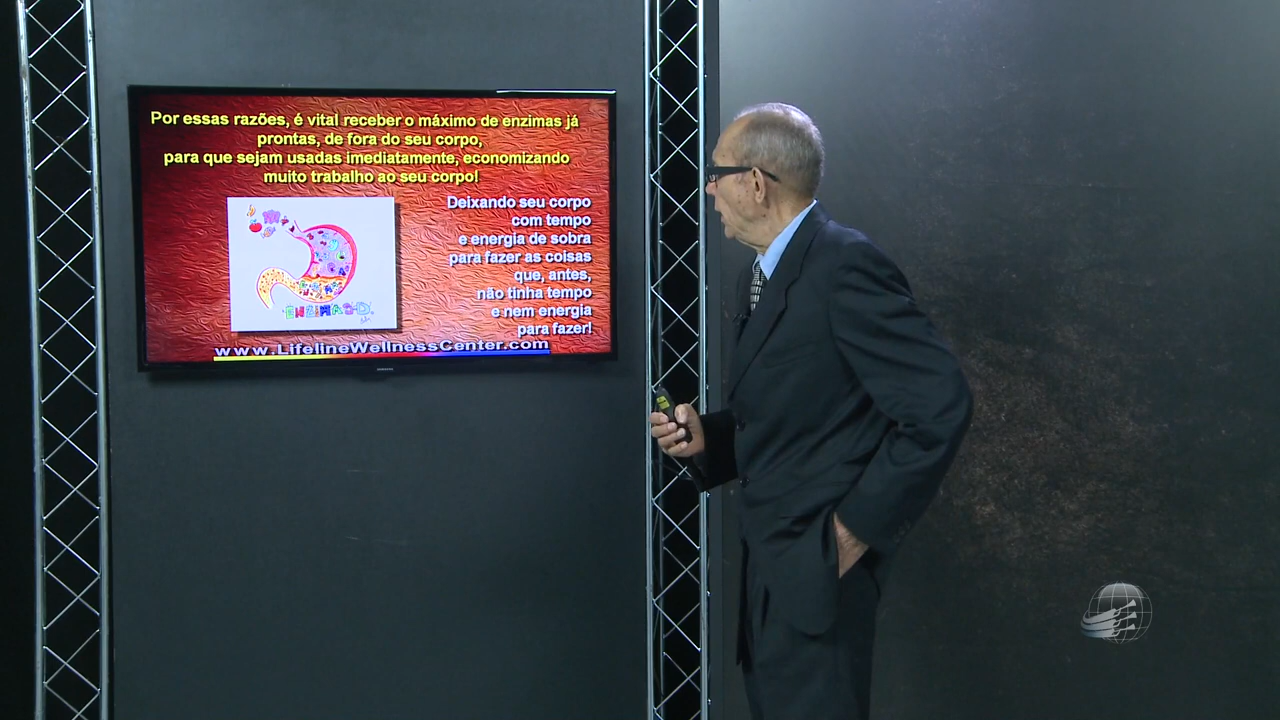 Por essas razões, é vital receber o máximo de enzimas já
prontas, de fora do seu corpo,
para que sejam usadas imediatamente, economizando
muito trabalho ao seu corpo!
Deixando seu corpo
com tempo
e energia de sobra
para fazer as coisas
que, antes,
não tinha tempo
e nem energia
para fazer!
www.LifelineWellnessCenter.com
SAMSUNG